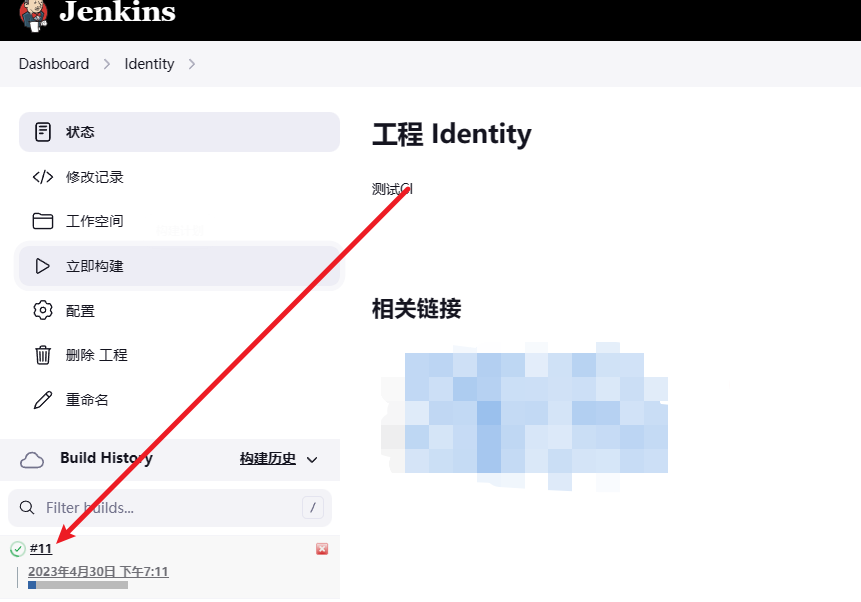 Jenkins
Dashboard
Identity
状态
修改记录
工作空间
立即构建
配置
删除 工程
重命名
Build History
构建历史
Filter builds...
/
#11
2023年4月30日 下午7:11
工程 Identity
测试CI
相关链接